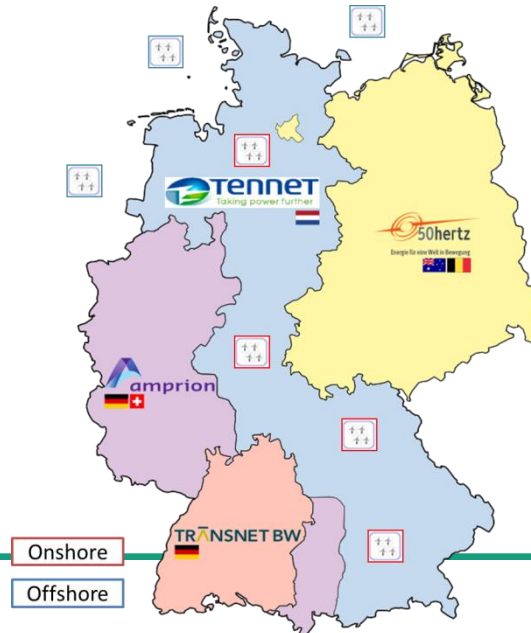 TenneT
Taking power further
50hertz
Energie für eine Welt in Bewegung
amprion
TRANSNET BW
Onshore
Offshore